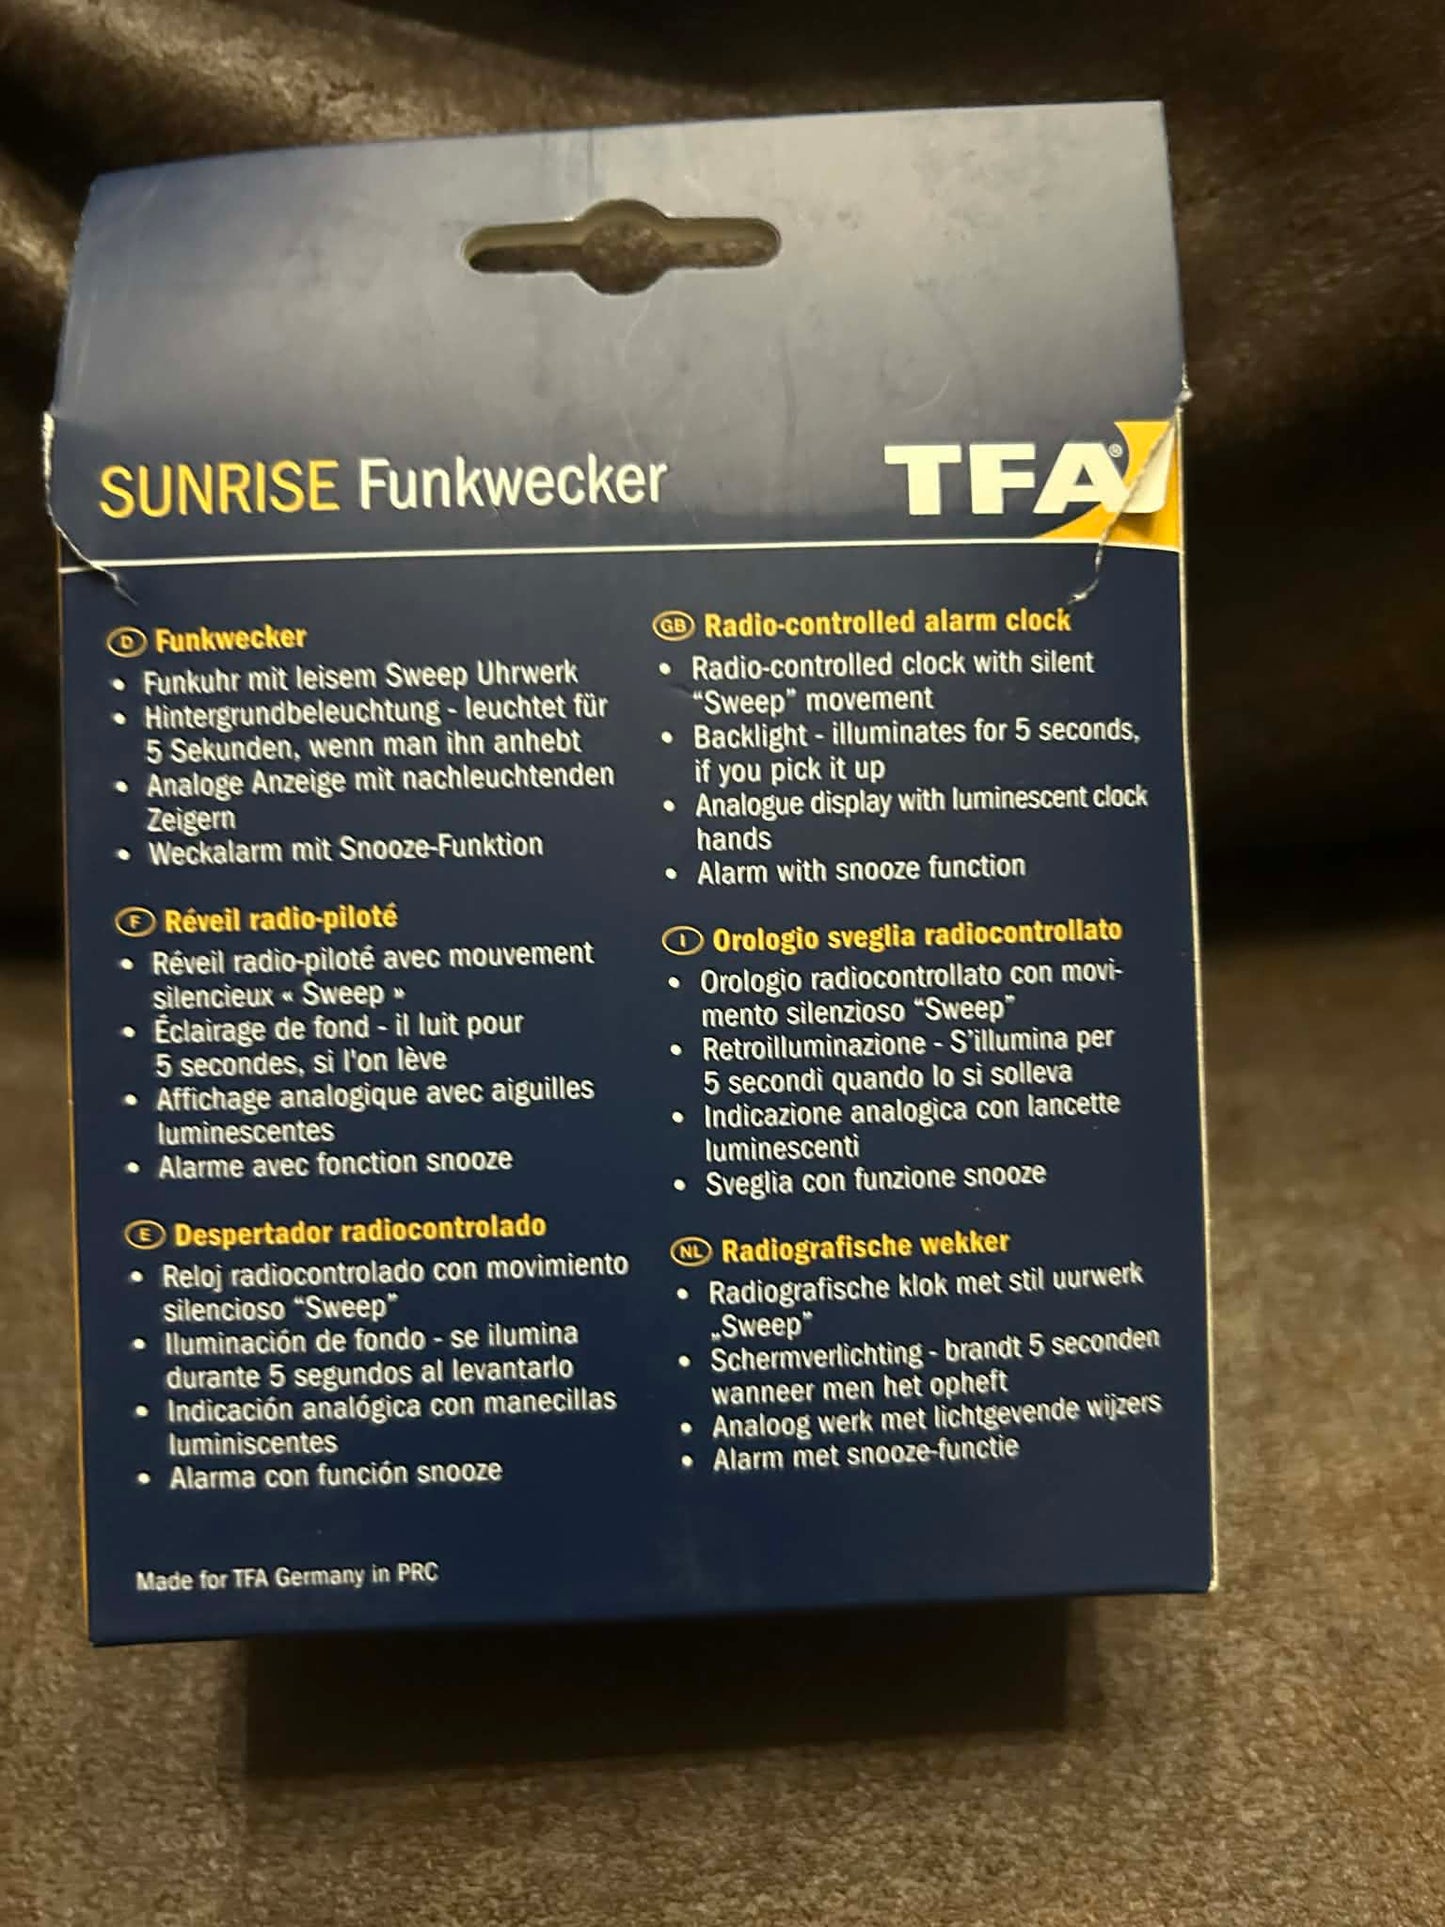 SUNRISE Funkwecker
TFA®
D Funkwecker
• Funkuhr mit leisem Sweep Uhrwerk
• Hintergrundbeleuchtung - leuchtet für
5 Sekunden, wenn man ihn anhebt
• Analoge Anzeige mit nachleuchtenden
Zeigern
• Weckalarm mit Snooze-Funktion
F Réveil radio-piloté
• Réveil radio-piloté avec mouvement
silencieux « Sweep »
• Éclairage de fond - il luit pour
5 secondes, si l'on lève
• Affichage analogique avec aiguilles
luminescentes
• Alarme avec fonction snooze
E Despertador radiocontrolado
• Reloj radiocontrolado con movimiento
silencioso “Sweep”
• Iluminación de fondo - se ilumina
durante 5 segundos al levantarlo
• Indicación analógica con manecillas
luminiscentes
• Alarma con función snooze
GB Radio-controlled alarm clock
• Radio-controlled clock with silent
“Sweep” movement
• Backlight - illuminates for 5 seconds,
if you pick it up
• Analogue display with luminescent clock
hands
• Alarm with snooze function
I Orologio sveglia radiocontrollato
• Orologio radiocontrollato con movi-
mento silenzioso “Sweep”
• Retroilluminazione - S’illumina per
5 secondi quando lo si solleva
• Indicazione analogica con lancette
luminescenti
• Sveglia con funzione snooze
NL Radiografische wekker
• Radiografische klok met stil uurwerk
„Sweep”
• Schermverlichting - brandt 5 seconden
wanneer men het opheft
• Analoog werk met lichtgevende wijzers
• Alarm met snooze-functie
Made for TFA Germany in PRC